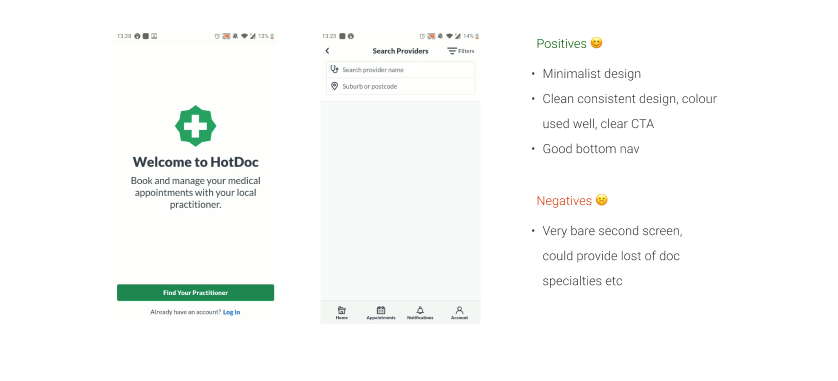 13:28
13%
Welcome to HotDoc
Book and manage your medical
appointments with your local
practitioner.
Find Your Practitioner
Already have an account? Log in
13:23
14%
Search Providers
Filters
Search provider name
Suburb or postcode
Home
Appointments
Notifications
Account
Positives 😊
• Minimalist design
• Clean consistent design, colour
used well, clear CTA
• Good bottom nav
Negatives 🙁
• Very bare second screen,
could provide lost of doc
specialties etc